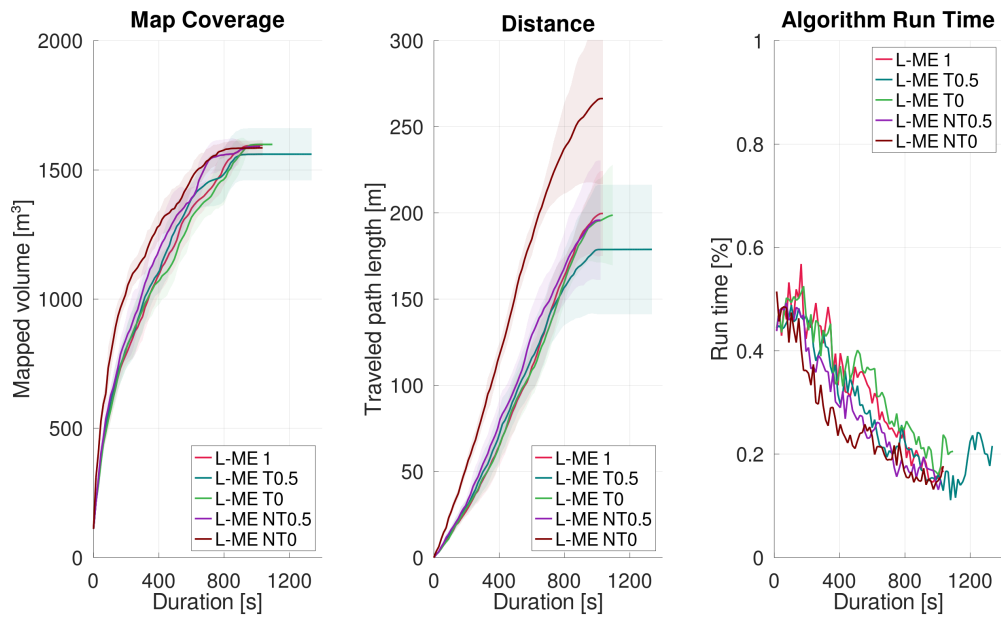 Map Coverage
Mapped volume [m³]
2000
1500
1000
500
0
0 400 800 1200
Duration [s]
L-ME 1
L-ME T0.5
L-ME T0
L-ME NT0.5
L-ME NT0
Distance
Traveled path length [m]
300
250
200
150
100
50
0
0 400 800 1200
Duration [s]
L-ME 1
L-ME T0.5
L-ME T0
L-ME NT0.5
L-ME NT0
Algorithm Run Time
Run time [%]
1
0.8
0.6
0.4
0.2
0
0 400 800 1200
Duration [s]
L-ME 1
L-ME T0.5
L-ME T0
L-ME NT0.5
L-ME NT0